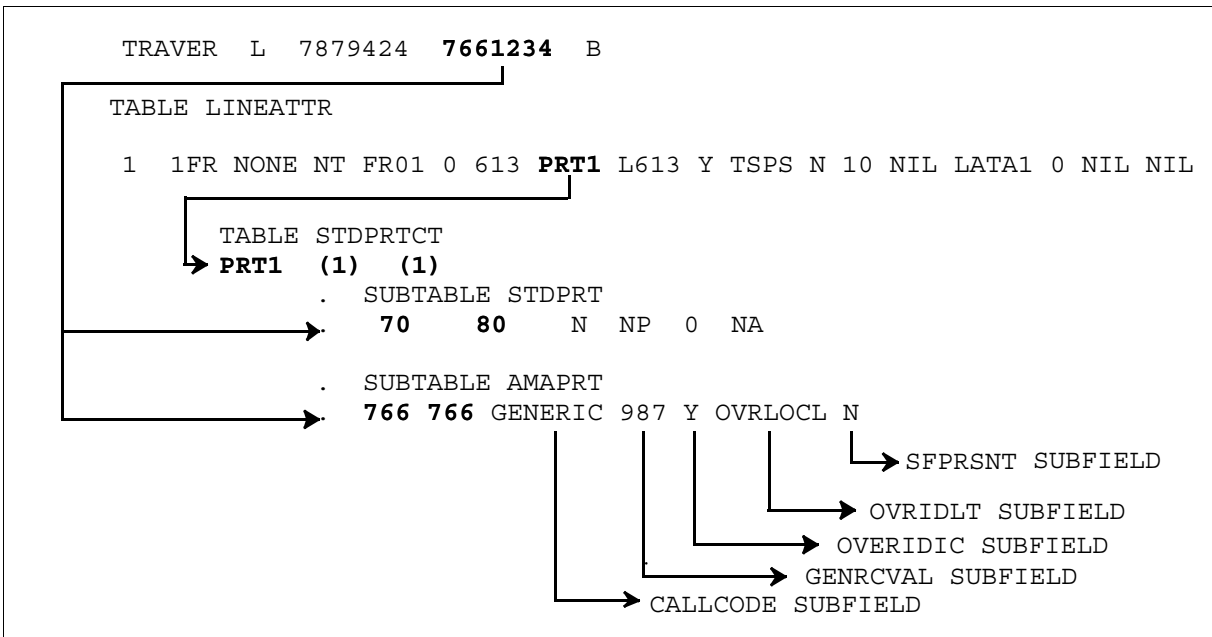 TRAVER L 7879424 7661234 B
TABLE LINEATTR
1 1FR NONE NT FR01 0 613 PRT1 L613 Y TSPS N 10 NIL LATA1 0 NIL NIL
TABLE STDPRTCT
PRT1 (1) (1)
. SUBTABLE STDPRT
. 70 80 N NP 0 NA
. SUBTABLE AMAPRT
. 766 766 GENERIC 987 Y OVRLOCL N
SFPRSNT SUBFIELD
OVRIDLT SUBFIELD
OVERIDIC SUBFIELD
GENRCVAL SUBFIELD
CALLCODE SUBFIELD